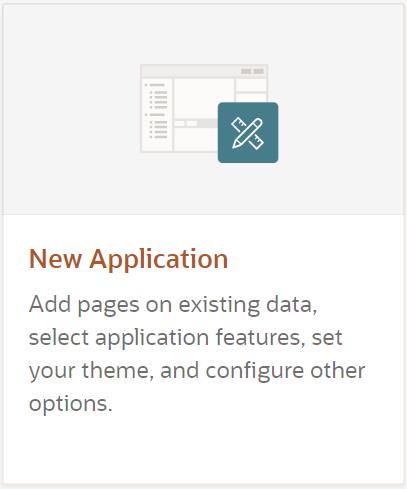 New Application
Add pages on existing data,
select application features, set
your theme, and configure other
options.